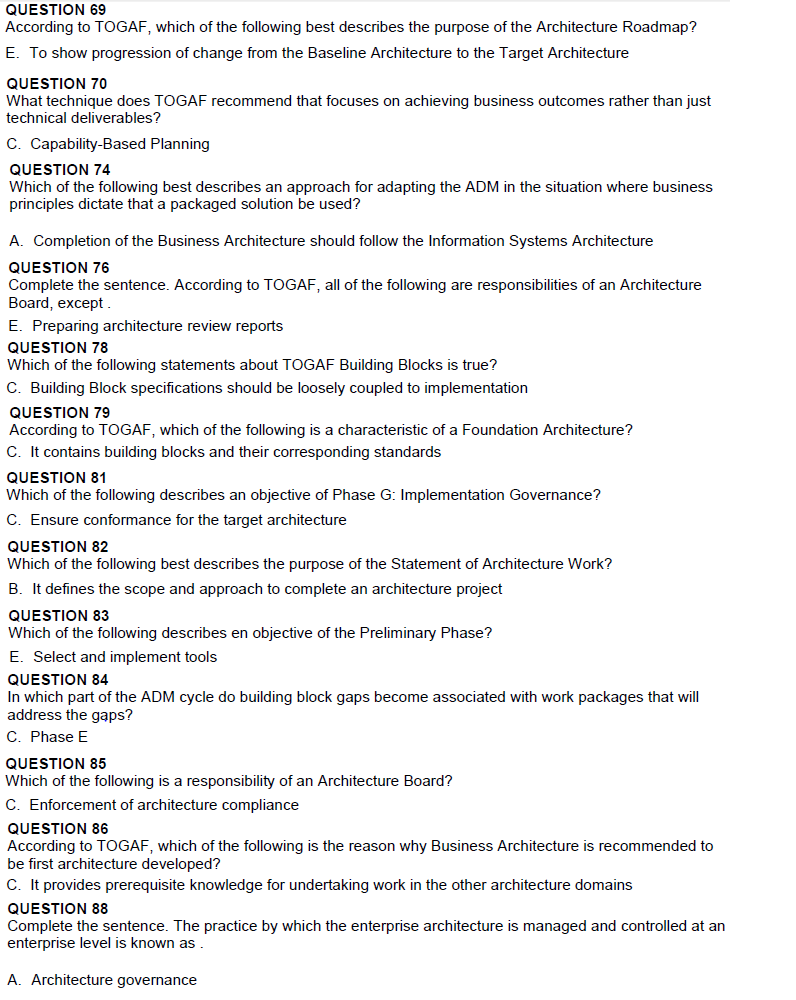 QUESTION 69
According to TOGAF, which of the following best describes the purpose of the Architecture Roadmap?
E. To show progression of change from the Baseline Architecture to the Target Architecture
QUESTION 70
What technique does TOGAF recommend that focuses on achieving business outcomes rather than just
technical deliverables?
C. Capability-Based Planning
QUESTION 74
Which of the following best describes an approach for adapting the ADM in the situation where business
principles dictate that a packaged solution be used?
A. Completion of the Business Architecture should follow the Information Systems Architecture
QUESTION 76
Complete the sentence. According to TOGAF, all of the following are responsibilities of an Architecture
Board, except .
E. Preparing architecture review reports
QUESTION 78
Which of the following statements about TOGAF Building Blocks is true?
C. Building Block specifications should be loosely coupled to implementation
QUESTION 79
According to TOGAF, which of the following is a characteristic of a Foundation Architecture?
C. It contains building blocks and their corresponding standards
QUESTION 81
Which of the following describes an objective of Phase G: Implementation Governance?
C. Ensure conformance for the target architecture
QUESTION 82
Which of the following best describes the purpose of the Statement of Architecture Work?
B. It defines the scope and approach to complete an architecture project
QUESTION 83
Which of the following describes en objective of the Preliminary Phase?
E. Select and implement tools
QUESTION 84
In which part of the ADM cycle do building block gaps become associated with work packages that will
address the gaps?
C. Phase E
QUESTION 85
Which of the following is a responsibility of an Architecture Board?
C. Enforcement of architecture compliance
QUESTION 86
According to TOGAF, which of the following is the reason why Business Architecture is recommended to
be first architecture developed?
C. It provides prerequisite knowledge for undertaking work in the other architecture domains
QUESTION 88
Complete the sentence. The practice by which the enterprise architecture is managed and controlled at an
enterprise level is known as .
A. Architecture governance